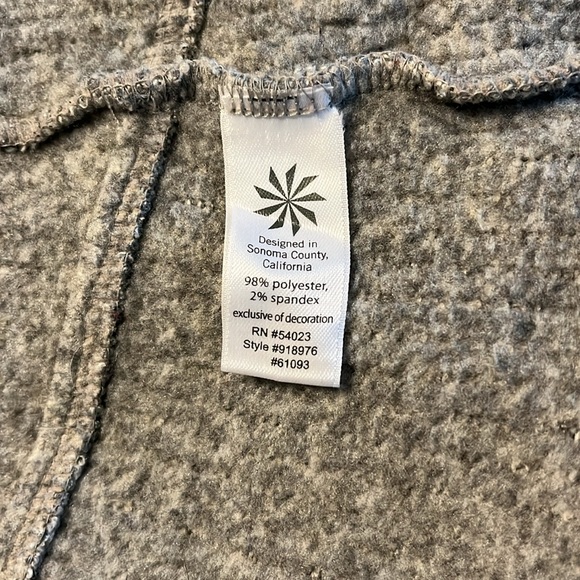 Designed in
Sonoma County,
California
98% polyester,
2% spandex
exclusive of decoration
RN #54023
Style #918976
#61093